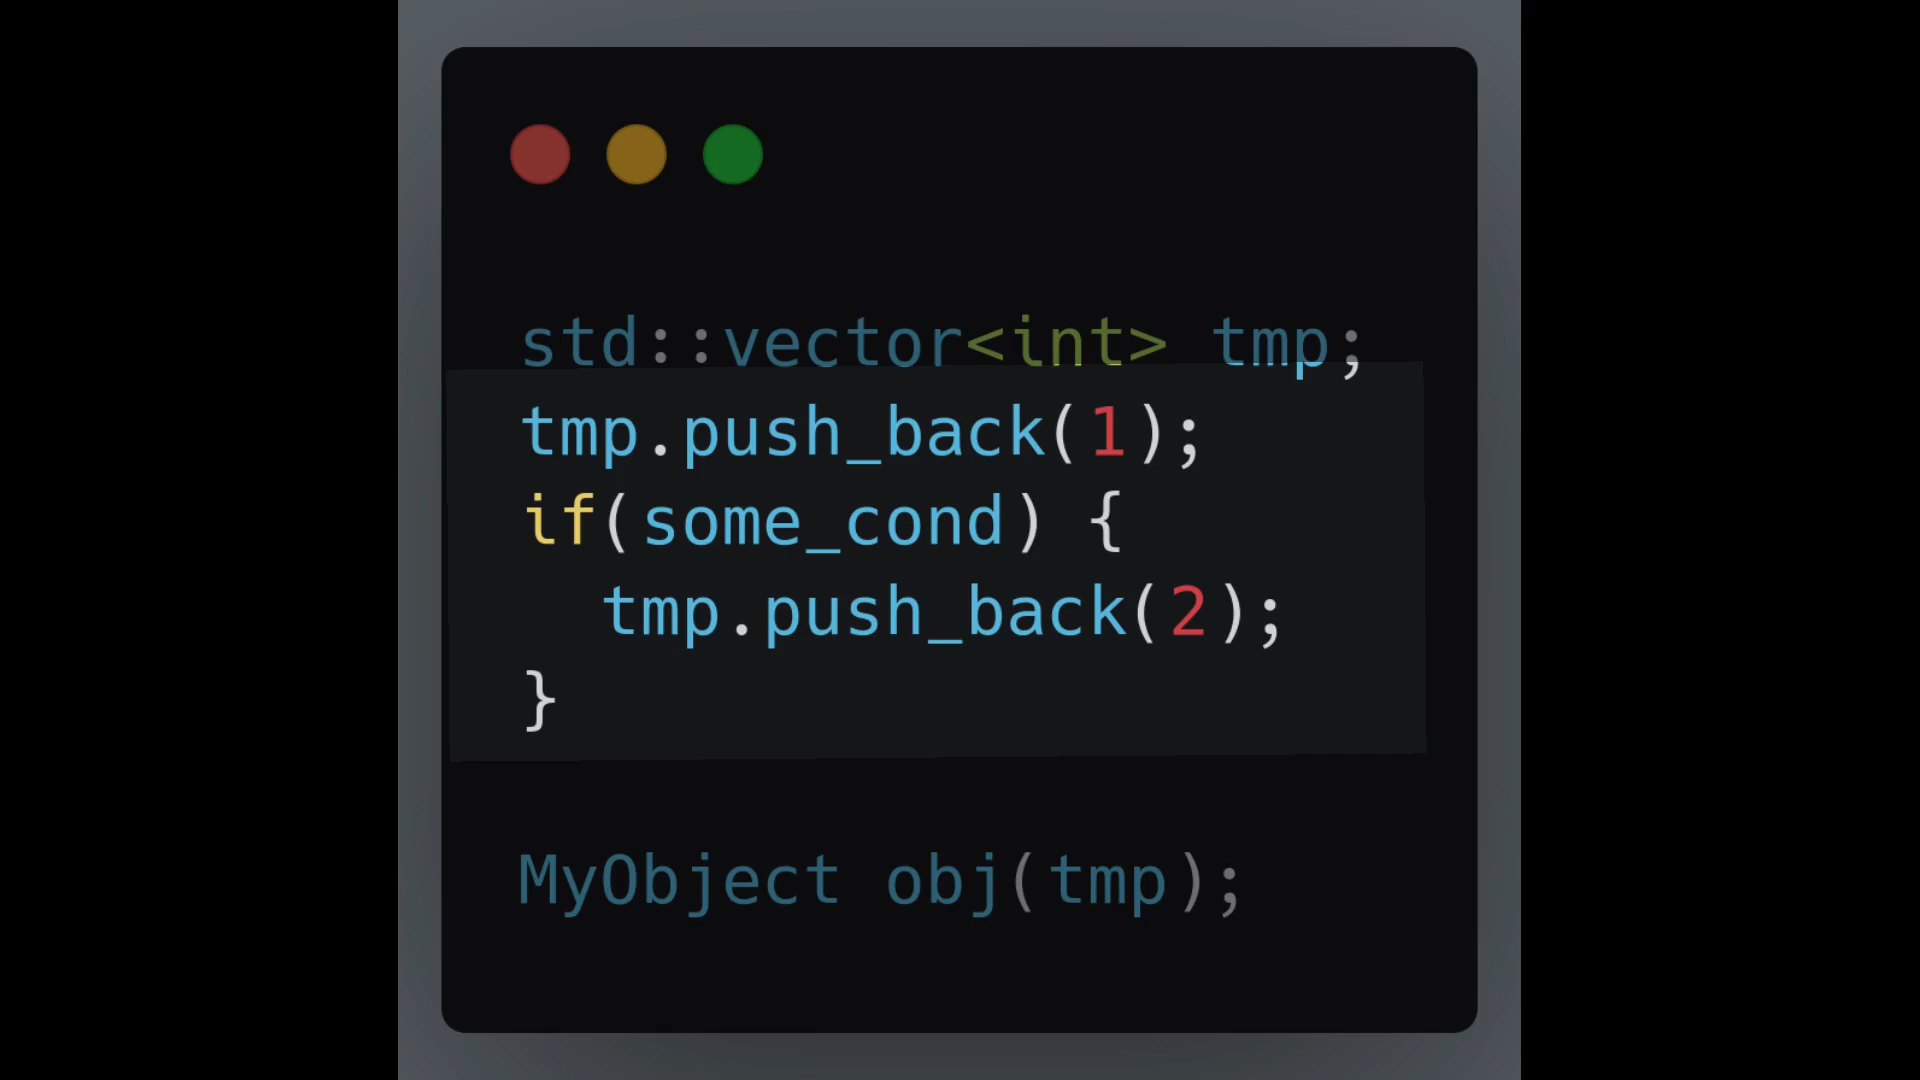 std::vector<int> tmp;
tmp.push_back(1);
if(some_cond) {
  tmp.push_back(2);
}
MyObject obj(tmp);